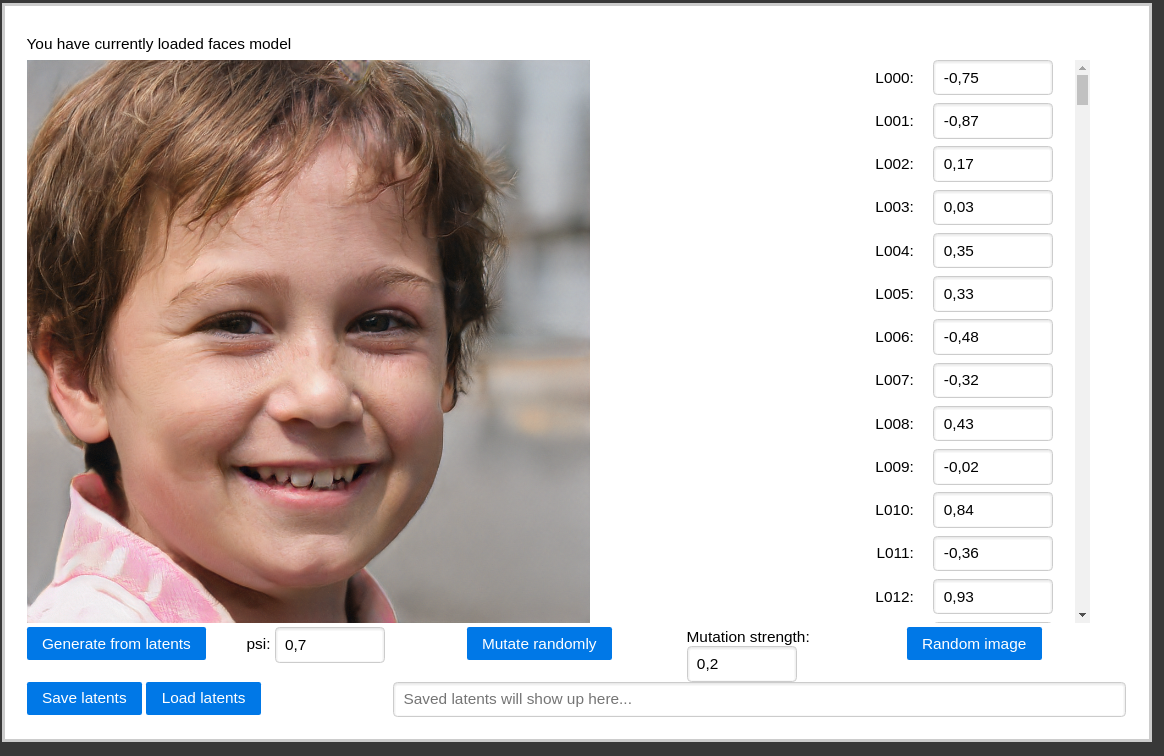 You have currently loaded faces model
L000: -0,75
L001: -0,87
L002: 0,17
L003: 0,03
L004: 0,35
L005: 0,33
L006: -0,48
L007: -0,32
L008: 0,43
L009: -0,02
L010: 0,84
L011: -0,36
L012: 0,93
Generate from latents psi: 0,7 Mutate randomly Mutation strength: Random image
0,2
Save latents Load latents Saved latents will show up here...